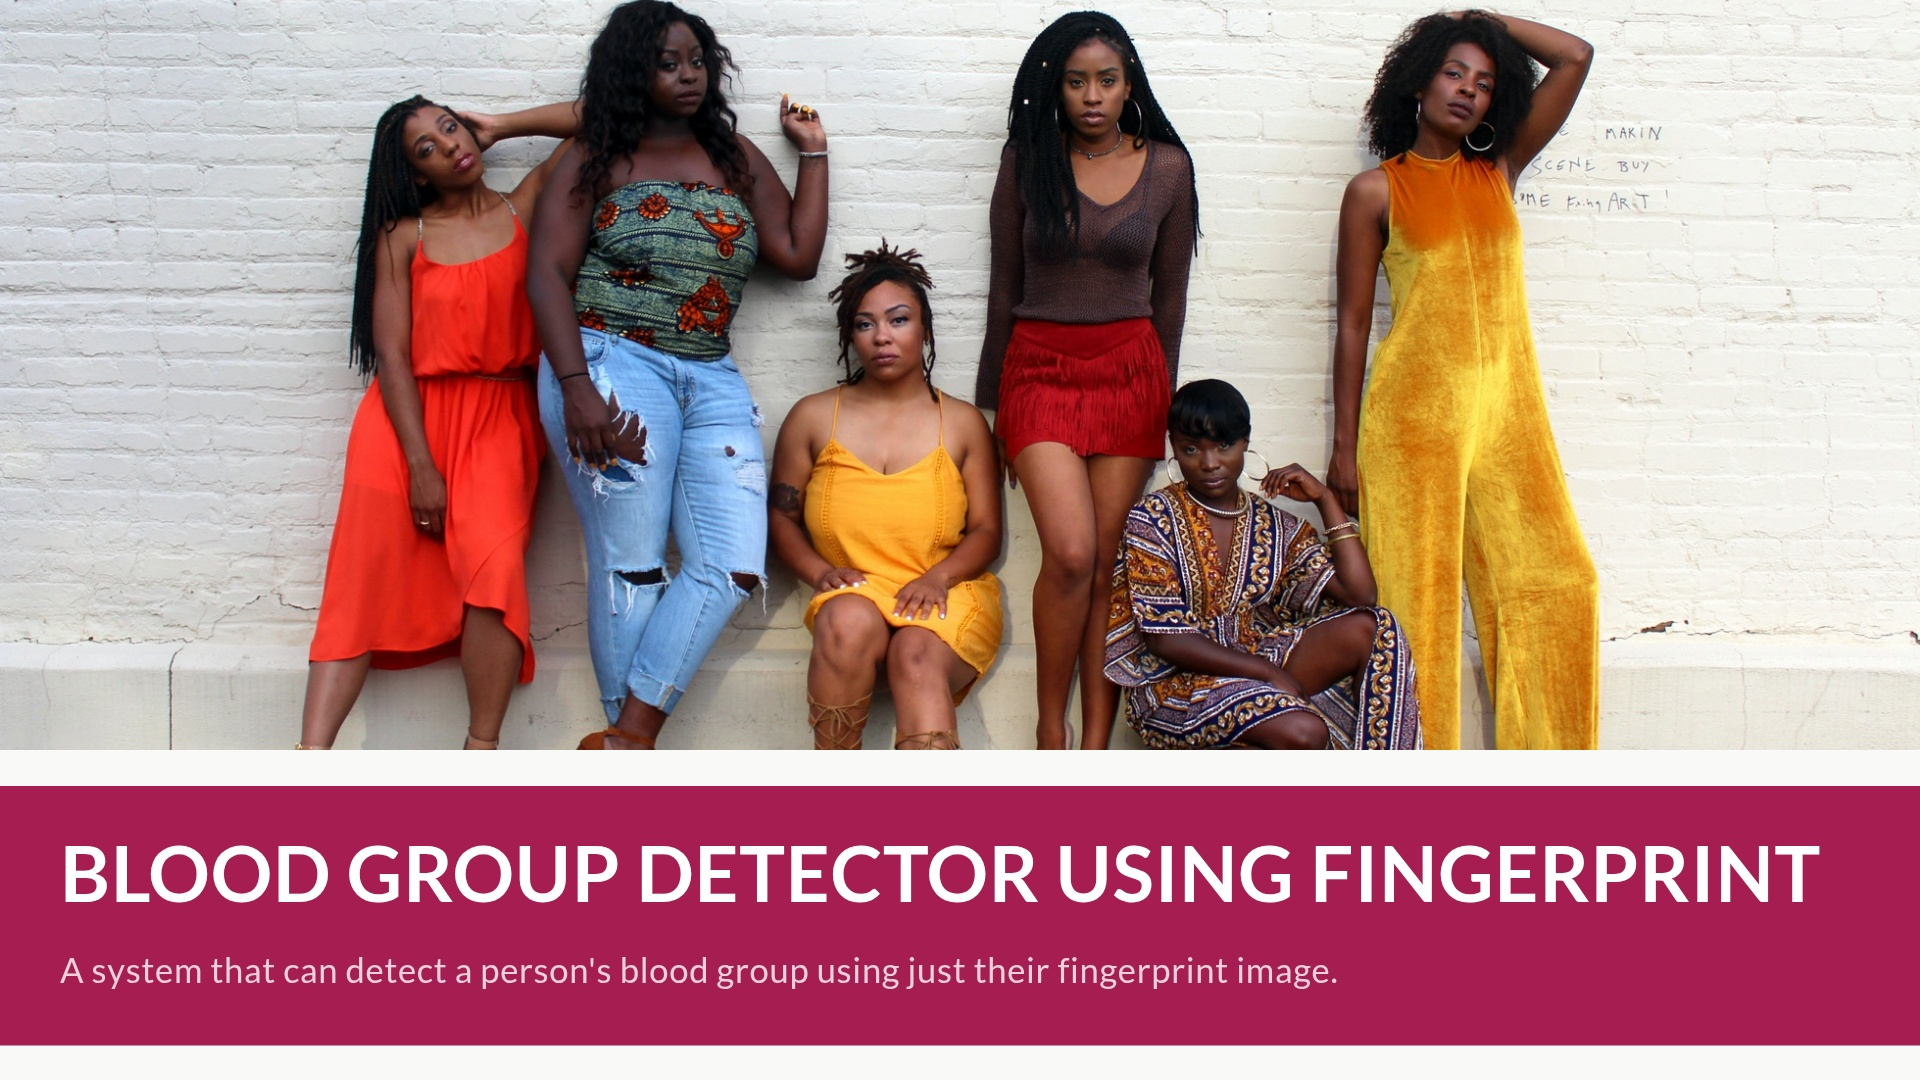 MAKIN
SCENE BUY
ART!
BLOOD GROUP DETECTOR USING FINGERPRINT
A system that can detect a person's blood group using just their fingerprint image.